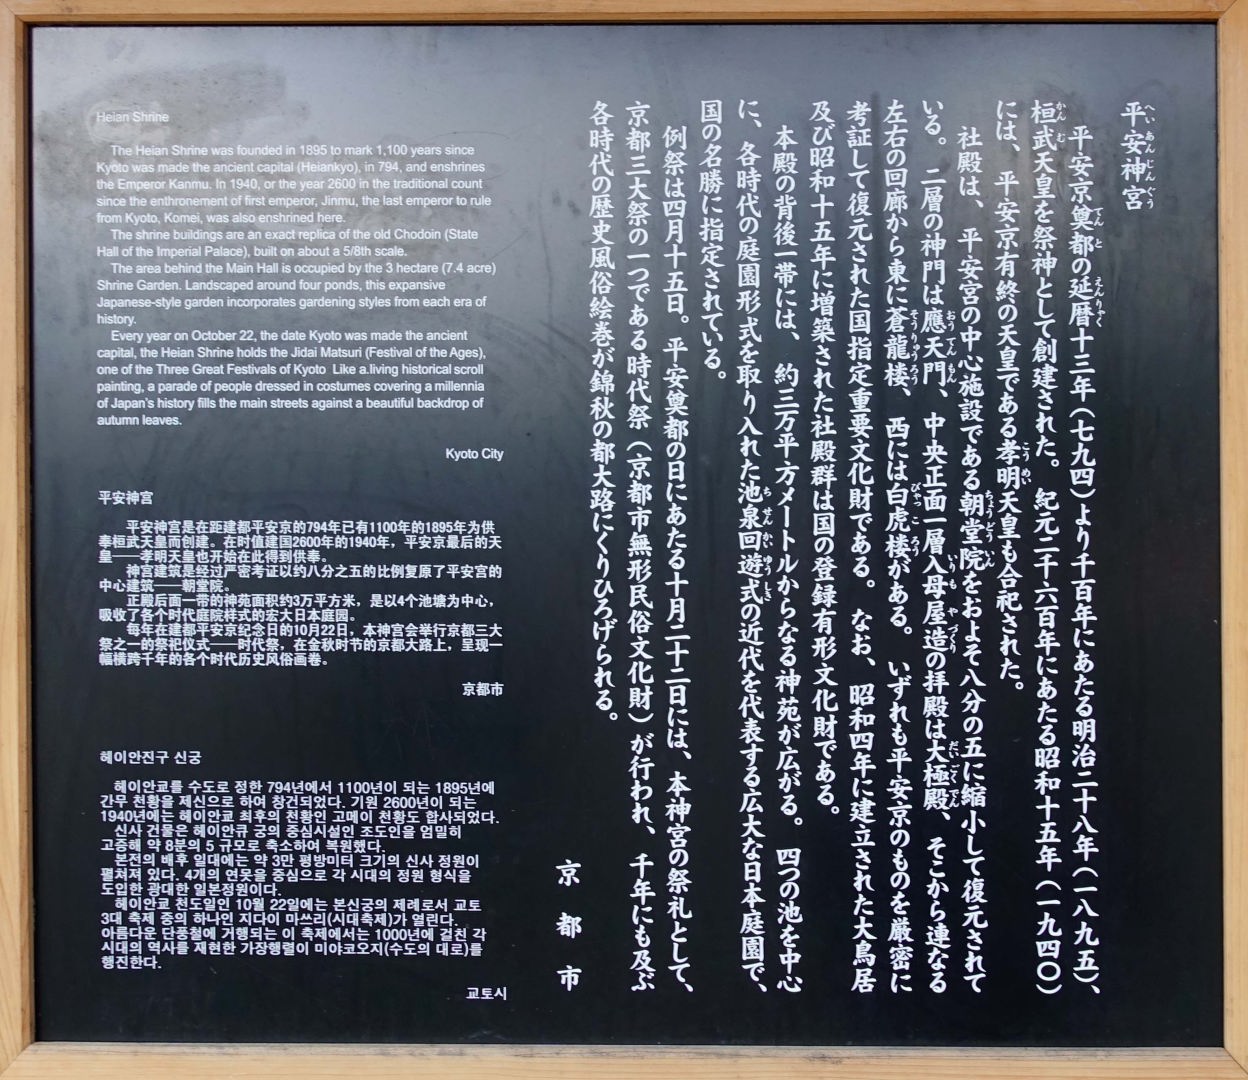 Heian Shrine
The Heian Shrine was founded in 1895 to mark 1,100 years since
Kyoto was made the ancient capital (Heiankyo), in 794, and enshrines
the Emperor Kanmu. In 1940, or the year 2600 in the traditional count
since the enthronement of first emperor, Jinmu, the last emperor to rule
from Kyoto, Komei, was also enshrined here.
The shrine buildings are an exact replica of the old Chodoin (State
Hall of the Imperial Palace), built on about a 5/8th scale.
The area behind the Main Hall is occupied by the 3 hectare (7.4 acre)
Shrine Garden. Landscaped around four ponds, this expansive
Japanese-style garden incorporates gardening styles from each era of
history.
Every year on October 22, the date Kyoto was made the ancient
capital, the Heian Shrine holds the Jidai Matsuri (Festival of the Ages),
one of the Three Great Festivals of Kyoto Like a living historical scroll
painting, a parade of people dressed in costumes covering a millennia
of Japan's history fills the main streets against a beautiful backdrop of
autumn leaves.
Kyoto City
平安神宮
平安神宮是在距建都平安京的794年已有1100年的1895年为供
奉桓武天皇而创建。在时值建国2600年的1940年，平安京最后的天
皇——孝明天皇也开始在此得到供奉。
神宫建筑是经过严密考证以约八分之五的比例复原了平安宫的
中心建筑——朝堂院。
正殿后面一带的神苑面积约3万平方米，是以4个池塘为中心，
吸收了各个时代庭院样式的宏大日本庭园。
每年在建都平安京纪念日的10月22日，本神宫会举行京都三大
祭之一的祭祀仪式——时代祭，在金秋时节的京都大路上，呈现一
幅横跨千年的各个时代历史风俗画卷。
京都市
헤이안진구 신궁
헤이안쿄를 수도로 정한 794년에서 1100년이 되는 1895년에
간무 천황을 제신으로 하여 창건되었다. 기원 2600년이 되는
1940년에는 헤이안쿄 최후의 천황인 고메이 천황도 합사되었다.
신사 건물은 헤이안큐 궁의 중심시설인 조도인을 엄밀히
고증해 약 8분의 5 규모로 축소하여 복원했다.
본전의 배후 일대에는 약 3만 평방미터 크기의 신사 정원이
펼쳐져 있다. 4개의 연못을 중심으로 각 시대의 정원 형식을
도입한 광대한 일본정원이다.
헤이안쿄 천도일인 10월 22일에는 본신궁의 제례로서 교토
3대 축제 중의 하나인 지다이 마쓰리(시대축제)가 열린다.
아름다운 단풍철에 거행되는 이 축제에서는 1000년에 걸친 각
시대의 역사를 재현한 가장행렬이 미야코오지(수도의 대로)를
행진한다.
교토시
平安神宮
平安京奠都の延暦十三年（七九四）より千百年にあたる明治二十八年（一八九五）、
桓武天皇を祭神として創建された。紀元二千六百年にあたる昭和十五年（一九四〇）
には、平安京有終の天皇である孝明天皇も合祀された。
社殿は、平安宮の中心施設である朝堂院をおよそ八分の五に縮小して復元されて
いる。二層の神門は應天門、中央正面一層入母屋造の拝殿は大極殿、そこから連なる
左右の回廊から東に蒼龍楼、西には白虎楼がある。いずれも平安京のものを厳密に
考証して復元された国指定重要文化財である。なお、昭和四年に建立された大鳥居
及び昭和十五年に増築された社殿群は国の登録有形文化財である。
本殿の背後一帯には、約三万平方メートルからなる神苑が広がる。四つの池を中心
に、各時代の庭園形式を取り入れた池泉回遊式の近代を代表する広大な日本庭園で、
国の名勝に指定されている。
例祭は四月十五日。平安奠都の日にあたる十月二十二日には、本神宮の祭礼として、
京都三大祭の一つである時代祭（京都市無形民俗文化財）が行われ、千年にも及ぶ
各時代の歴史風俗絵巻が錦秋の都大路にくりひろげられる。
京都市